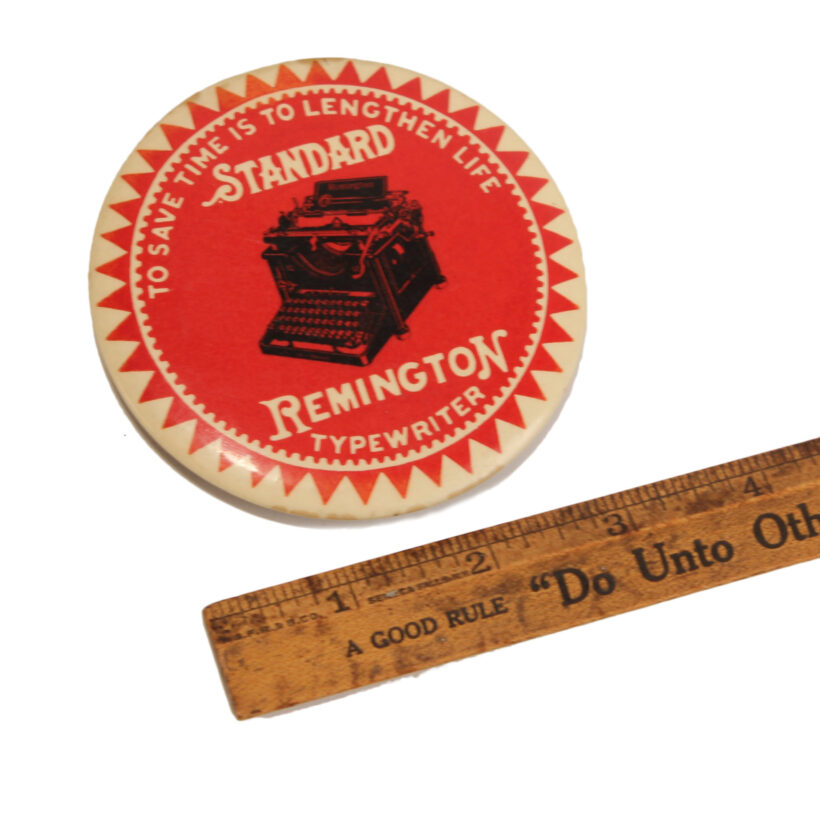 TO SAVE TIME IS TO LENGTHEN LIFE
STANDARD
REMINGTON
REMINGTON
TYPEWRITER
1 2 3 4
A GOOD RULE "Do Unto Oth